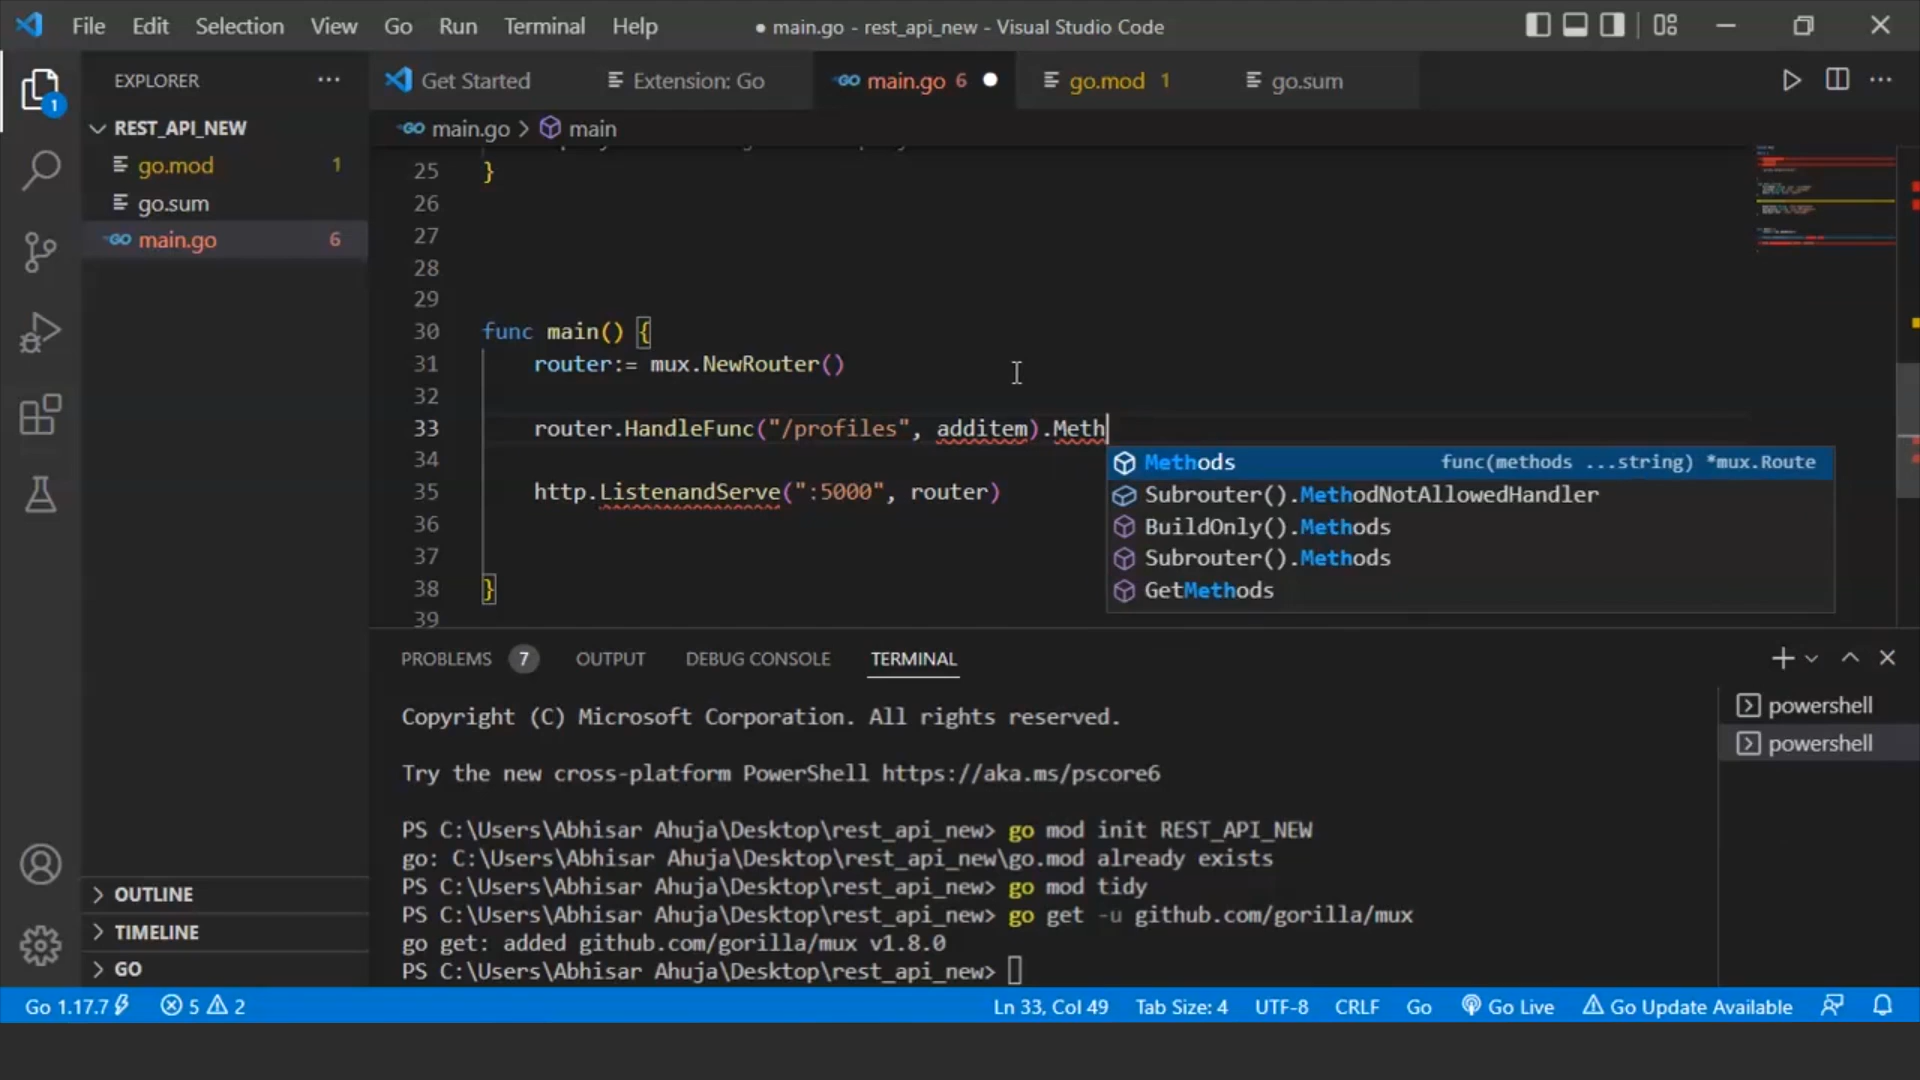 File Edit Selection View Go Run Terminal Help ● main.go - rest_api_new - Visual Studio Code
EXPLORER ···
Get Started Extension: Go main.go 6 go.mod 1 go.sum
REST_API_NEW
go.mod 1
go.sum
main.go 6
1
main.go > main
25 }
26
27
28
29
30 func main() {
31 router:= mux.NewRouter()
32
33 router.HandleFunc("/profiles", additem).Meth
34
35 http.ListenandServe(":5000", router)
36
37
38 }
39
Methods func(methods ...string) *mux.Route
Subrouter().MethodNotAllowedHandler
BuildOnly().Methods
Subrouter().Methods
GetMethods
PROBLEMS 7 OUTPUT DEBUG CONSOLE TERMINAL
Copyright (C) Microsoft Corporation. All rights reserved.
Try the new cross-platform PowerShell https://aka.ms/pscore6
PS C:\Users\Abhisar Ahuja\Desktop\rest_api_new> go mod init REST_API_NEW
go: C:\Users\Abhisar Ahuja\Desktop\rest_api_new\go.mod already exists
PS C:\Users\Abhisar Ahuja\Desktop\rest_api_new> go mod tidy
PS C:\Users\Abhisar Ahuja\Desktop\rest_api_new> go get -u github.com/gorilla/mux
go get: added github.com/gorilla/mux v1.8.0
PS C:\Users\Abhisar Ahuja\Desktop\rest_api_new>
powershell
powershell
OUTLINE
TIMELINE
GO
Go 1.17.7 5 2 Ln 33, Col 49 Tab Size: 4 UTF-8 CRLF Go Go Live Go Update Available